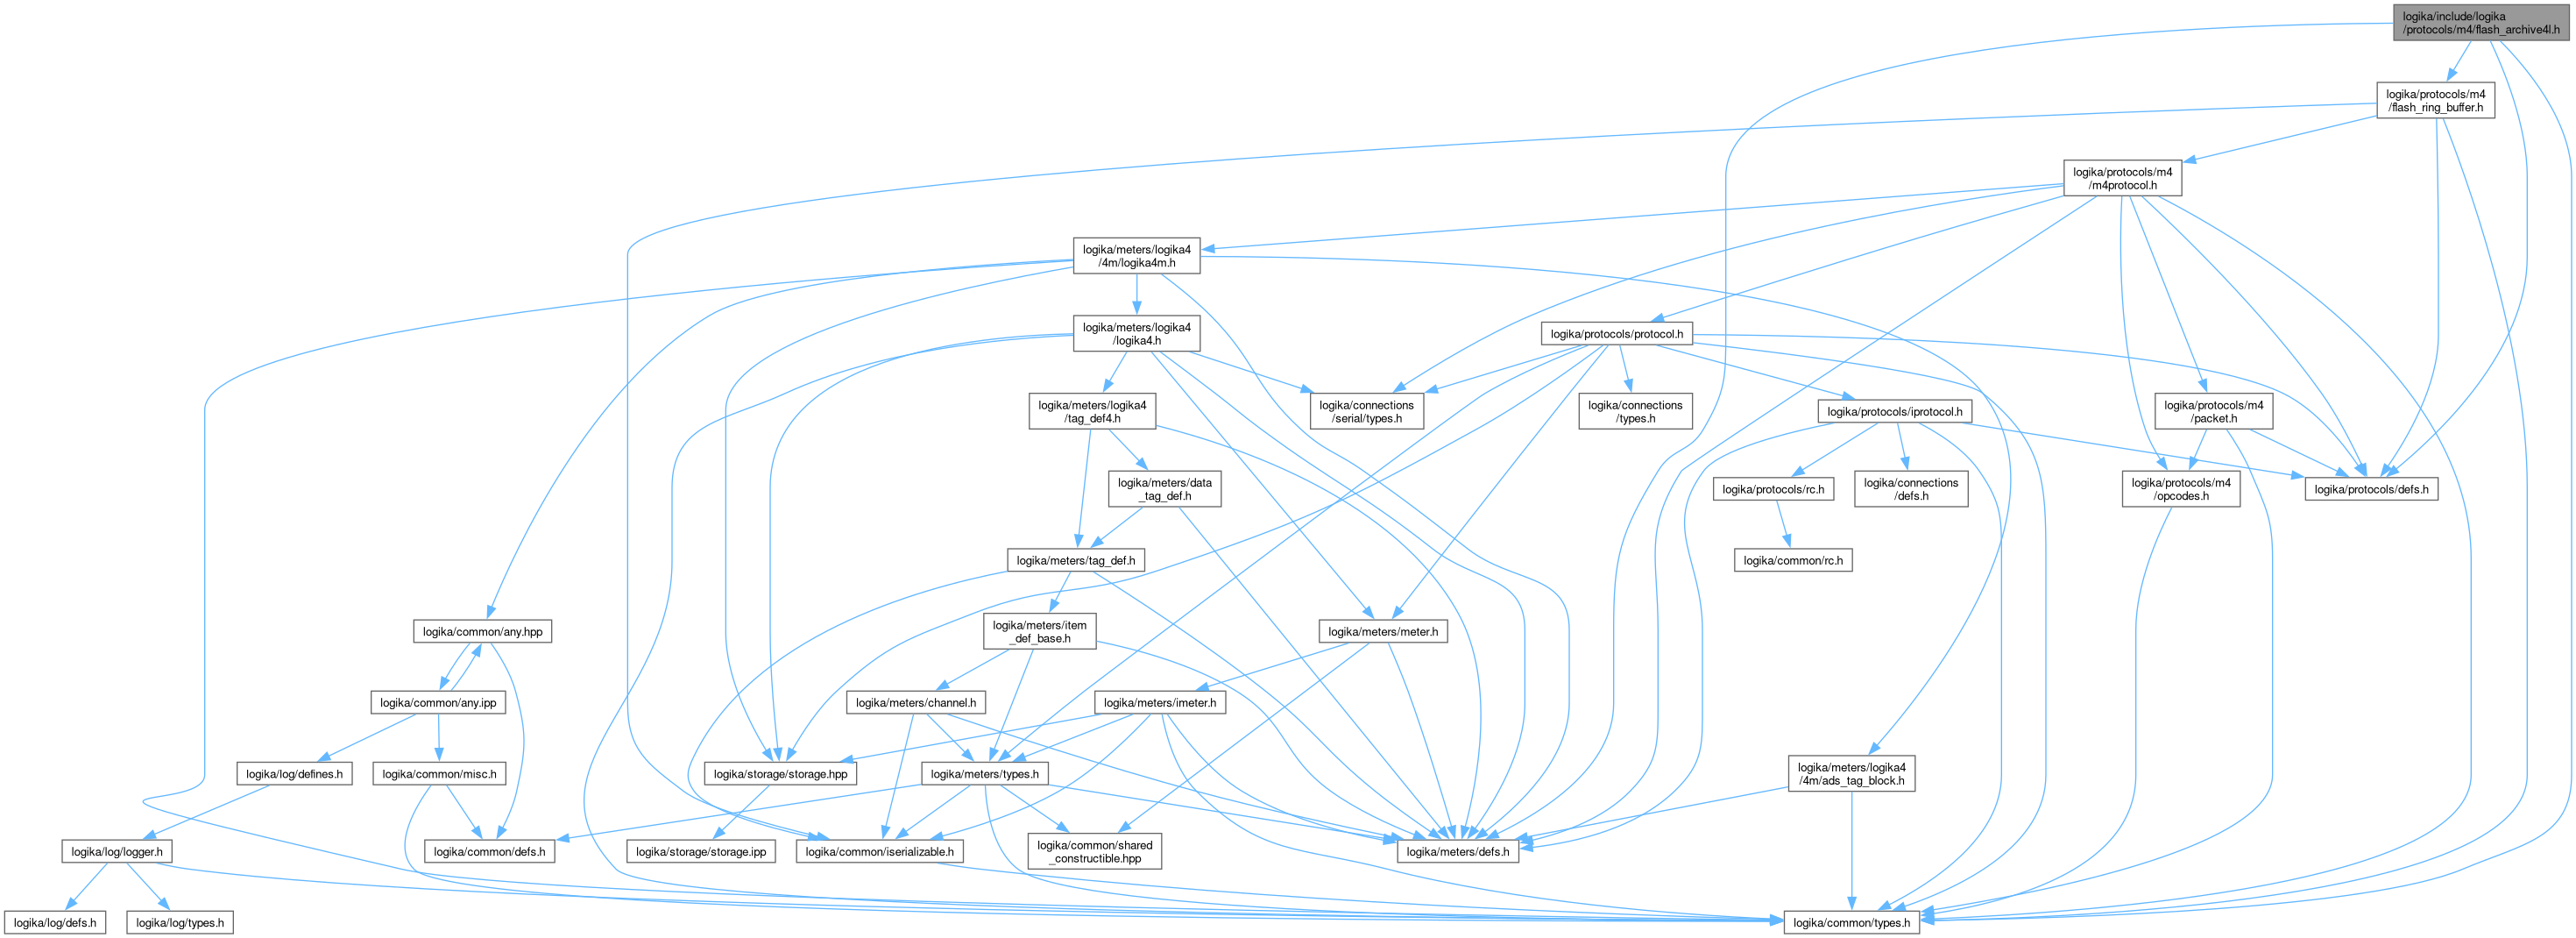 logika/include/logika
/protocols/m4/flash_archive4l.h
logika/protocols/m4
/flash_ring_buffer.h
logika/protocols/m4
/m4protocol.h
logika/meters/logika4
/4m/logika4m.h
logika/meters/logika4
/logika4.h
logika/protocols/protocol.h
logika/meters/logika4
/tag_def4.h
logika/connections
/serial/types.h
logika/connections
/types.h
logika/protocols/iprotocol.h
logika/protocols/m4
/packet.h
logika/meters/data
_tag_def.h
logika/protocols/rc.h
logika/connections
/defs.h
logika/protocols/m4
/opcodes.h
logika/protocols/defs.h
logika/meters/tag_def.h
logika/common/rc.h
logika/common/any.hpp
logika/meters/item
_def_base.h
logika/meters/meter.h
logika/common/any.ipp
logika/meters/channel.h
logika/meters/imeter.h
logika/log/defines.h
logika/common/misc.h
logika/storage/storage.hpp
logika/meters/types.h
logika/meters/logika4
/4m/ads_tag_block.h
logika/log/logger.h
logika/common/defs.h
logika/storage/storage.ipp
logika/common/iserializable.h
logika/common/shared
_constructible.hpp
logika/meters/defs.h
logika/log/defs.h
logika/log/types.h
logika/common/types.h